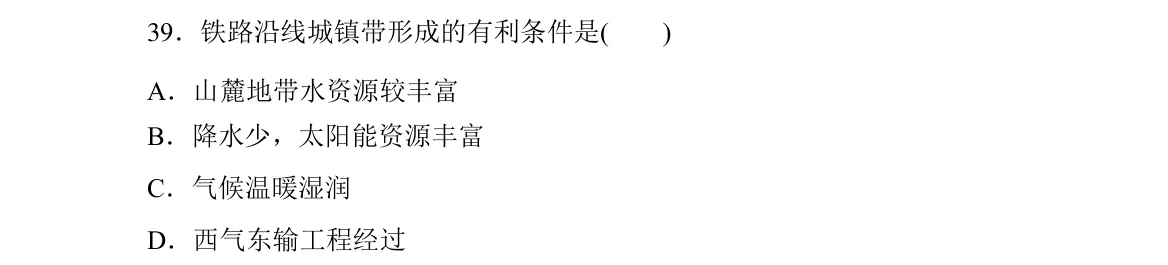 39．铁路沿线城镇带形成的有利条件是(　　)
A．山麓地带水资源较丰富
B．降水少，太阳能资源丰富
C．气候温暖湿润
D．西气东输工程经过